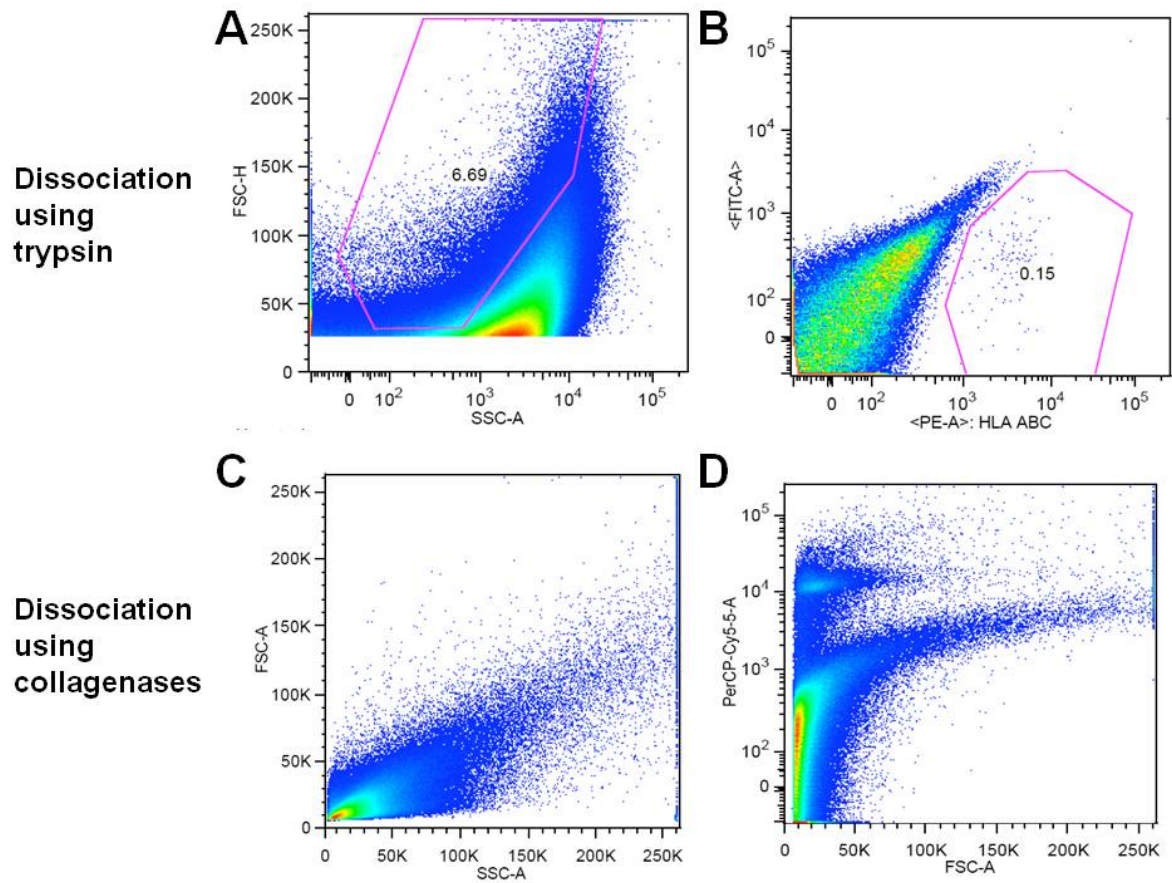 A
B
Dissociation
using
trypsin
250K
200K
150K
100K
50K
0
FSC-H
6.69
0 10² 10³ 10⁴ 10⁵
SSC-A
10⁵
10⁴
10³
10²
0
<FITC-A>
0.15
0 10² 10³ 10⁴ 10⁵
<PE-A>: HLA ABC
C
D
Dissociation
using
collagenases
250K
200K
150K
100K
50K
0
FSC-A
0 50K 100K 150K 200K 250K
SSC-A
10⁵
10⁴
10³
10²
0
PerCP-Cy5-5-A
0 50K 100K 150K 200K 250K
FSC-A